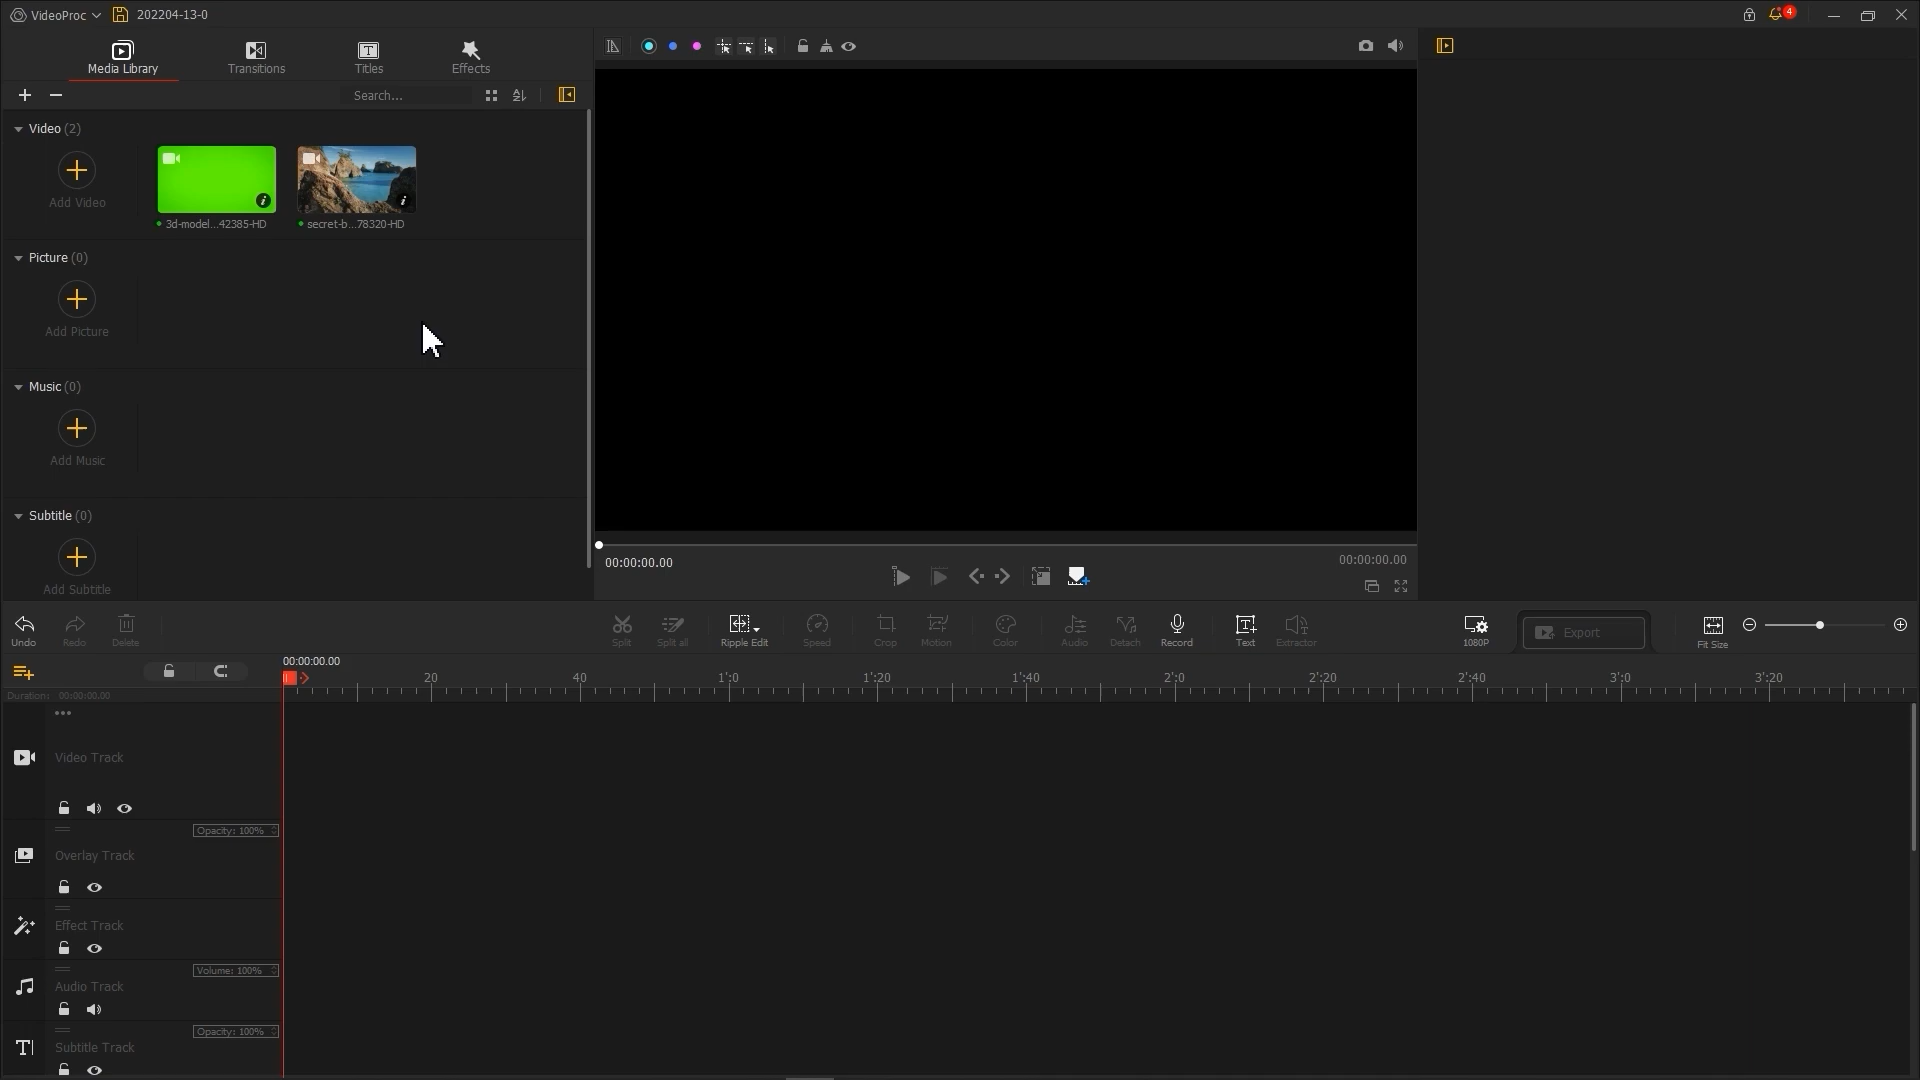 VideoProc
202204-13-0
4
Media Library
Transitions
Titles
Effects
Search...
Video (2)
Add Video
3d-model...42385-HD
secret-b...78320-HD
Picture (0)
Add Picture
Music (0)
Add Music
Subtitle (0)
Add Subtitle
00:00:00.00
00:00:00.00
Undo
Redo
Delete
Split
Split all
Ripple Edit
Speed
Crop
Motion
Color
Audio
Detach
Record
Text
Extractor
1080P
Export
Fit Size
00:00:00.00
20
40
1':0
1':20
1':40
2':0
2':20
2':40
3':0
3':20
Duration: 00:00:00.00
Video Track
Opacity: 100%
Overlay Track
Effect Track
Volume: 100%
Audio Track
Opacity: 100%
Subtitle Track